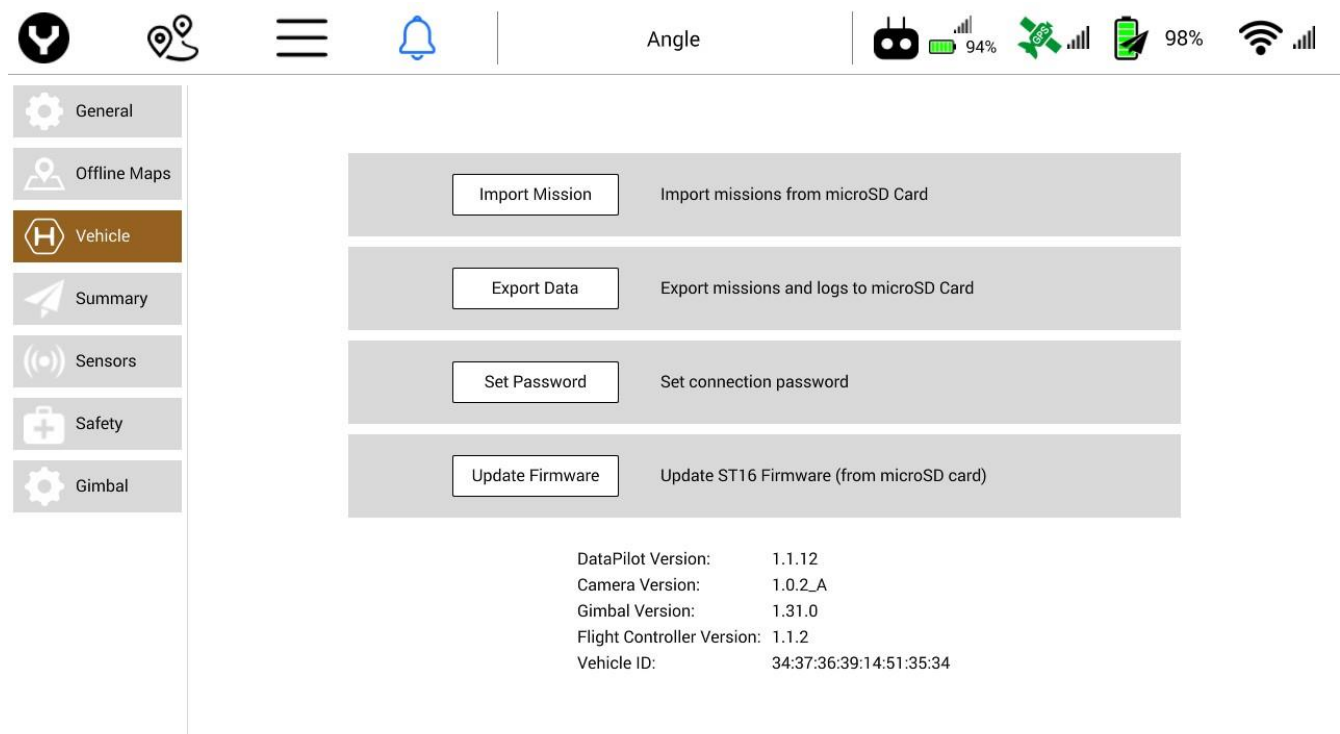 Angle
94%
GPS
98%
General
Offline Maps
Vehicle
Summary
Sensors
Safety
Gimbal
Import Mission Import missions from microSD Card
Export Data Export missions and logs to microSD Card
Set Password Set connection password
Update Firmware Update ST16 Firmware (from microSD card)
DataPilot Version: 1.1.12
Camera Version: 1.0.2_A
Gimbal Version: 1.31.0
Flight Controller Version: 1.1.2
Vehicle ID: 34:37:36:39:14:51:35:34